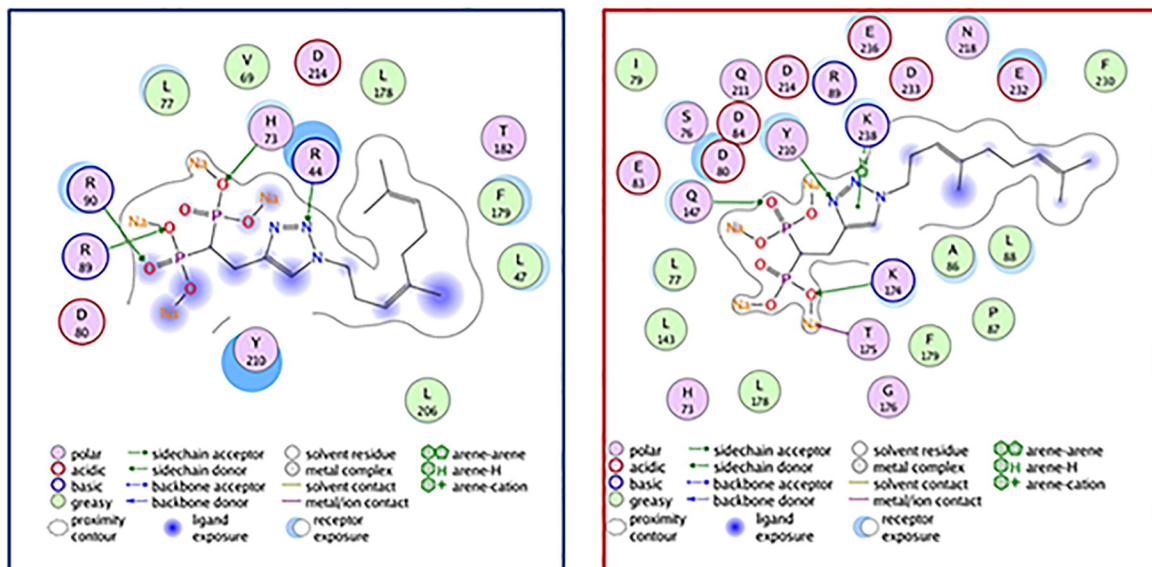 D
214
V
69
L
77
L
178
H
73
T
182
R
44
R
90
F
179
R
89
L
47
D
80
Y
210
L
206
Na
O
O P O Na
Na O P
O
O
Na
N N
N
polar
acidic
basic
greasy
proximity
contour
sidechain acceptor
sidechain donor
backbone acceptor
backbone donor
ligand
exposure
solvent residue
metal complex
solvent contact
metal/ion contact
receptor
exposure
arene-arene
H arene-H
+ arene-cation
E
236
N
218
I
79
Q
211
D
214
R
89
D
233
E
232
F
230
S
76
D
84
Y
210
K
238
E
83
D
80
Q
147
L
77
A
86
L
88
K
174
P
87
L
143
T
175
F
179
H
73
L
178
G
176
Na
O
P O
Na O
O P
O O
Na Na
N N
N
polar
acidic
basic
greasy
proximity
contour
sidechain acceptor
sidechain donor
backbone acceptor
backbone donor
ligand
exposure
solvent residue
metal complex
solvent contact
metal/ion contact
receptor
exposure
arene-arene
H arene-H
+ arene-cation